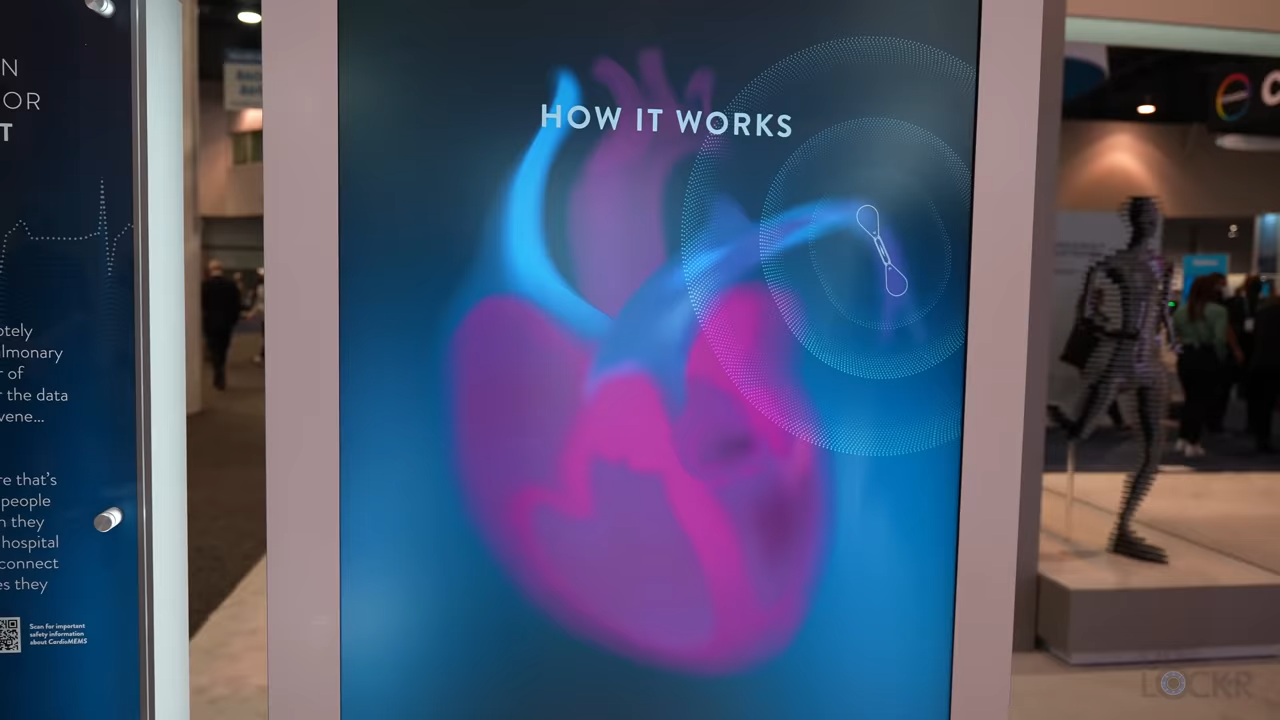 N
OR
T
otely
lmonary
r of
r the data
vene...
re that's
people
n they
hospital
connect
es they
Scan for important
safety information
about CardioMEMS
HOW IT WORKS
C
LOCKR